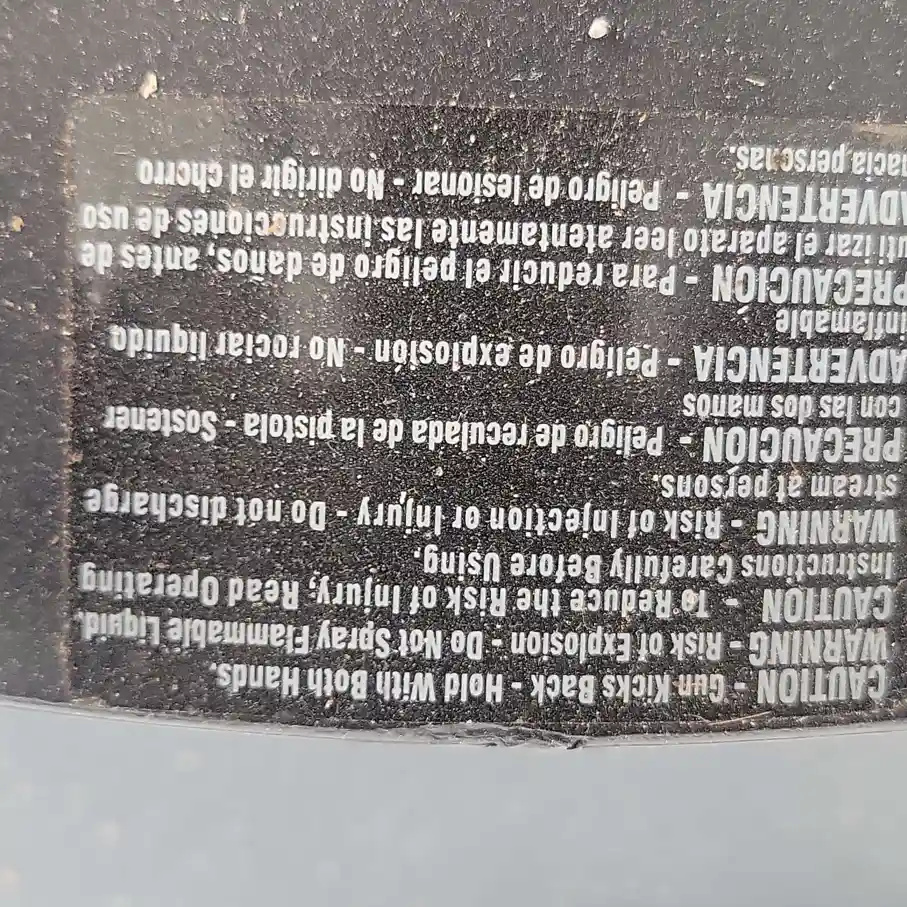 CAUTION - Gun Kicks Back - Hold With Both Hands.
WARNING - Risk of Explosion - Do Not Spray Flammable Liquid.
CAUTION - To Reduce the Risk of Injury, Read Operating
Instructions Carefully Before Using.
WARNING - Risk of Injection or Injury - Do not discharge
stream at persons.
PRECAUCION - Peligro de reculada de la pistola - Sostener
con las dos manos
ADVERTENCIA - Peligro de explosión - No rociar liquido
inflamable
PRECAUCIÓN - Para reducir el peligro de daños, antes de
utilizar el aparato leer atentamente las instrucciones de uso
ADVERTENCIA - Peligro de lesionar - No dirigir el chorro
hacia personas.